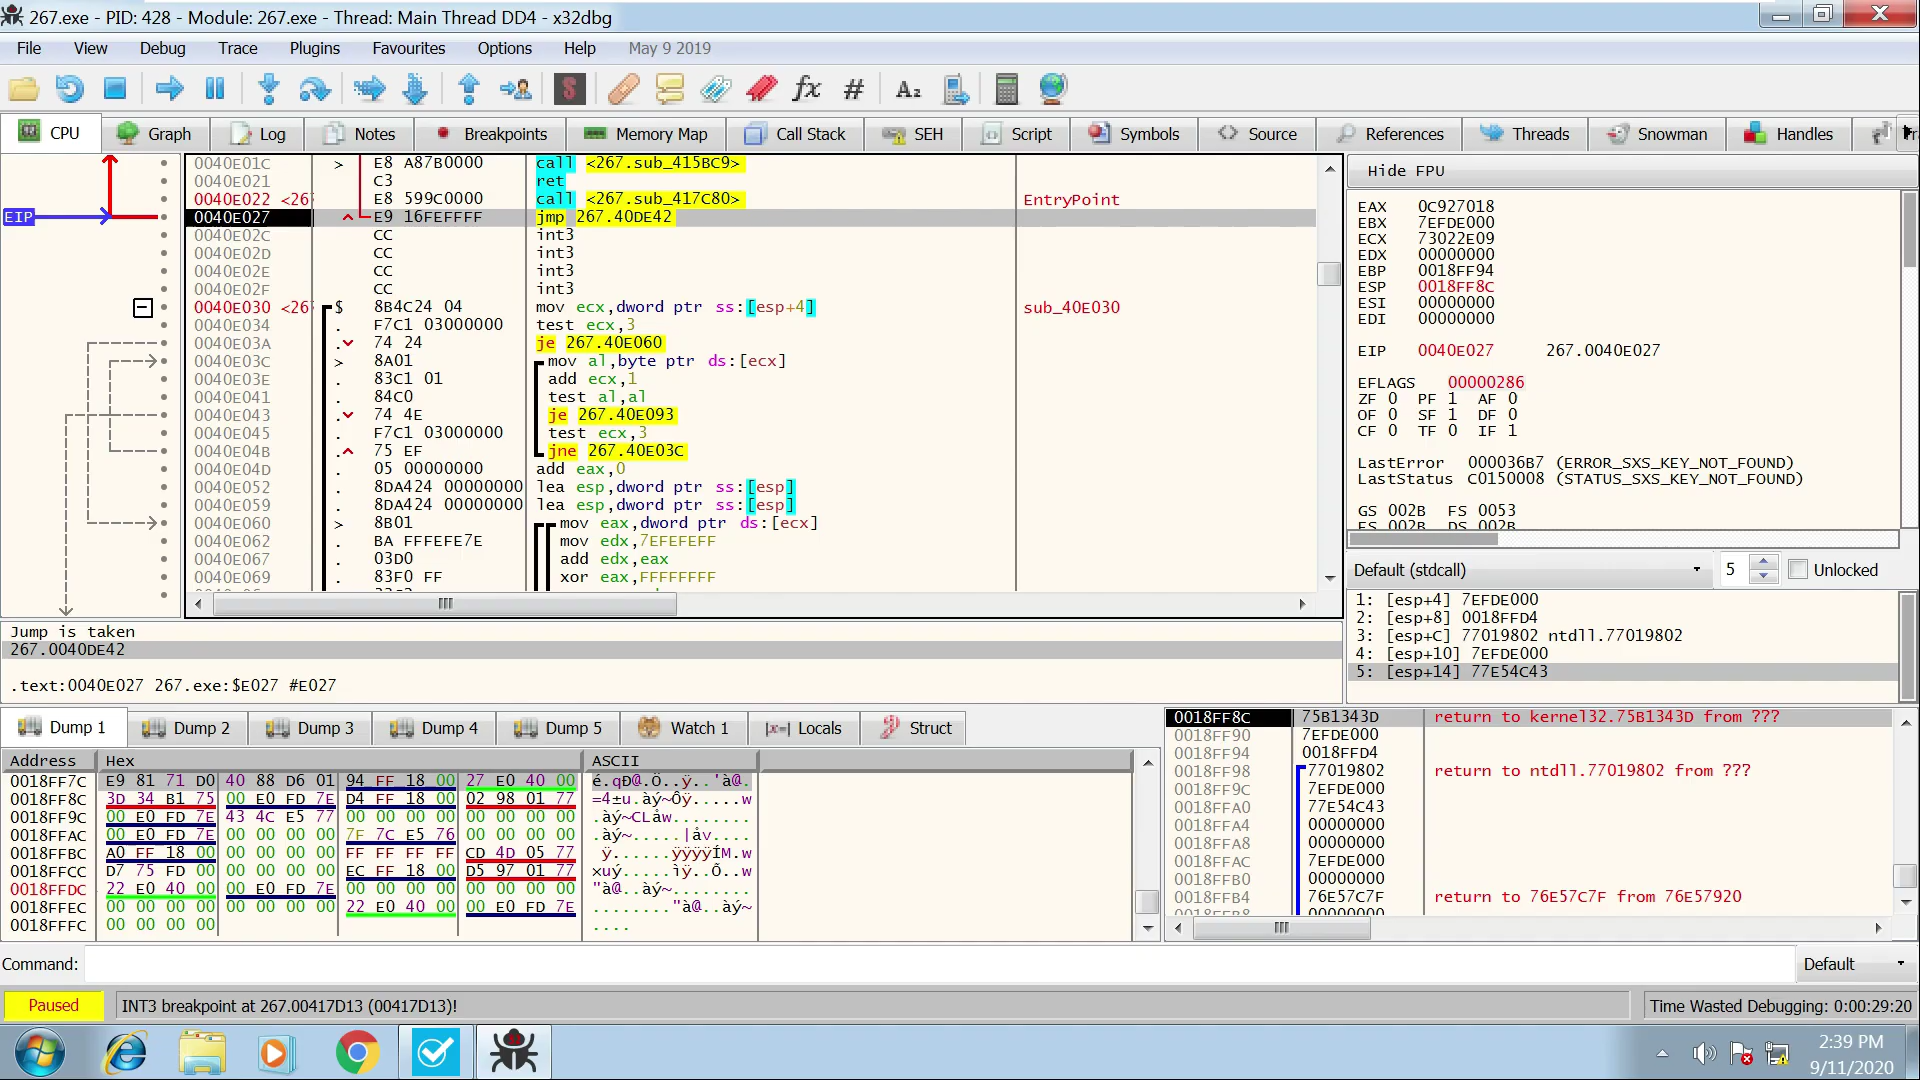 267.exe - PID: 428 - Module: 267.exe - Thread: Main Thread DD4 - x32dbg
File View Debug Trace Plugins Favourites Options Help May 9 2019
CPU Graph Log Notes Breakpoints Memory Map Call Stack SEH Script Symbols Source References Threads Snowman Handles
EIP
0040E01C > E8 A87B0000 call <267.sub_415BC9>
0040E021 C3 ret
0040E022 <26 E8 599C0000 call <267.sub_417C80> EntryPoint
0040E027 E9 16FEFFFF jmp 267.40DE42
0040E02C CC int3
0040E02D CC int3
0040E02E CC int3
0040E02F CC int3
0040E030 <26 $ 8B4C24 04 mov ecx,dword ptr ss:[esp+4] sub_40E030
0040E034 . F7C1 03000000 test ecx,3
0040E03A . 74 24 je 267.40E060
0040E03C > 8A01 mov al,byte ptr ds:[ecx]
0040E03E . 83C1 01 add ecx,1
0040E041 . 84C0 test al,al
0040E043 . 74 4E je 267.40E093
0040E045 . F7C1 03000000 test ecx,3
0040E04B . 75 EF jne 267.40E03C
0040E04D . 05 00000000 add eax,0
0040E052 . 8DA424 00000000 lea esp,dword ptr ss:[esp]
0040E059 . 8DA424 00000000 lea esp,dword ptr ss:[esp]
0040E060 > 8B01 mov eax,dword ptr ds:[ecx]
0040E062 . BA FFFEFE7E mov edx,7EFEFEFF
0040E067 . 03D0 add edx,eax
0040E069 . 83F0 FF xor eax,FFFFFFFF
Jump is taken
267.0040DE42
.text:0040E027 267.exe:$E027 #E027
Hide FPU
EAX 0C927018
EBX 7EFDE000
ECX 73022E09
EDX 00000000
EBP 0018FF94
ESP 0018FF8C
ESI 00000000
EDI 00000000
EIP 0040E027 267.0040E027
EFLAGS 00000286
ZF 0 PF 1 AF 0
OF 0 SF 1 DF 0
CF 0 TF 0 IF 1
LastError 000036B7 (ERROR_SXS_KEY_NOT_FOUND)
LastStatus C0150008 (STATUS_SXS_KEY_NOT_FOUND)
GS 002B FS 0053
ES 002B DS 002B
Default (stdcall) 5 Unlocked
1: [esp+4] 7EFDE000
2: [esp+8] 0018FFD4
3: [esp+C] 77019802 ntdll.77019802
4: [esp+10] 7EFDE000
5: [esp+14] 77E54C43
Dump 1 Dump 2 Dump 3 Dump 4 Dump 5 Watch 1 Locals Struct
Address Hex ASCII
0018FF7C E9 81 71 D0 40 88 D6 01 94 FF 18 00 27 E0 40 00 é.qÐ@.Ö..ÿ..'à@.
0018FF8C 3D 34 B1 75 00 E0 FD 7E D4 FF 18 00 02 98 01 77 =4±u.àý~Ôÿ.....w
0018FF9C 00 E0 FD 7E 43 4C E5 77 00 00 00 00 00 00 00 00 .àý~CLåw........
0018FFAC 00 E0 FD 7E 00 00 00 00 7F 7C E5 76 00 00 00 00 .àý~.....|åv....
0018FFBC A0 FF 18 00 00 00 00 00 FF FF FF FF CD 4D 05 77 ÿ......ÿÿÿÿÍM.w
0018FFCC D7 75 FD 00 00 00 00 00 EC FF 18 00 D5 97 01 77 ×uý.....ìÿ..Õ..w
0018FFDC 22 E0 40 00 00 E0 FD 7E 00 00 00 00 00 00 00 00 "à@..àý~........
0018FFEC 00 00 00 00 00 00 00 00 22 E0 40 00 00 E0 FD 7E ........"à@..àý~
0018FFFC 00 00 00 00 ....
0018FF8C 75B1343D return to kernel32.75B1343D from ???
0018FF90 7EFDE000
0018FF94 0018FFD4
0018FF98 77019802 return to ntdll.77019802 from ???
0018FF9C 7EFDE000
0018FFA0 77E54C43
0018FFA4 00000000
0018FFA8 00000000
0018FFAC 7EFDE000
0018FFB0 00000000
0018FFB4 76E57C7F return to 76E57C7F from 76E57920
0018FFB8 00000000
Command: Default
Paused INT3 breakpoint at 267.00417D13 (00417D13)! Time Wasted Debugging: 0:00:29:20
2:39 PM
9/11/2020